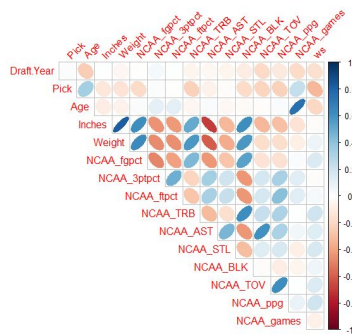 Pick
Age
Inches
Weight
NCAA_fgpct
NCAA_3ptpct
NCAA_ftpct
NCAA_TRB
NCAA_AST
NCAA_STL
NCAA_BLK
NCAA_TOV
NCAA_ppg
NCAA_games
ws
Draft.Year
Pick
Age
Inches
Weight
NCAA_fgpct
NCAA_3ptpct
NCAA_ftpct
NCAA_TRB
NCAA_AST
NCAA_STL
NCAA_BLK
NCAA_TOV
NCAA_ppg
NCAA_games